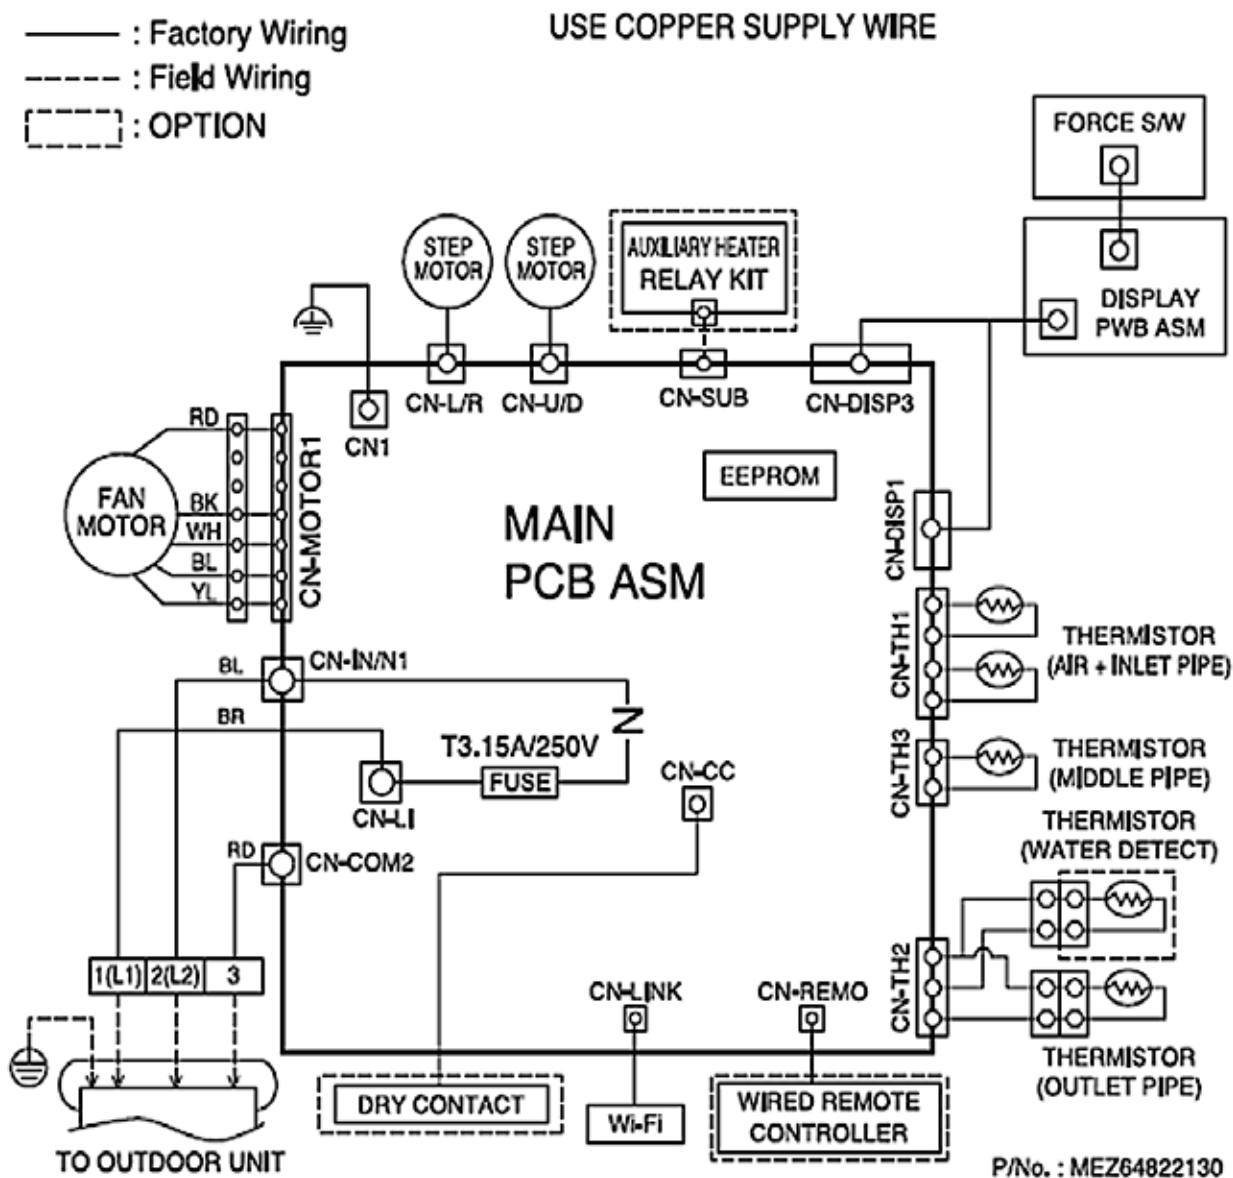 : Factory Wiring
: Field Wiring
: OPTION
USE COPPER SUPPLY WIRE
FORCE S/W
DISPLAY
PWB ASM
STEP
MOTOR
STEP
MOTOR
AUXILIARY HEATER
RELAY KIT
CN-L/R
CN-U/D
CN-SUB
CN-DISP3
CN1
RD
BK
WH
BL
YL
FAN
MOTOR
CN-MOTOR1
EEPROM
MAIN
PCB ASM
CN-DISP1
CN-TH1
THERMISTOR
(AIR + INLET PIPE)
BL
CN-IN/N1
BR
N
T3.15A/250V
FUSE
CN-LI
CN-CC
CN-TH3
THERMISTOR
(MIDDLE PIPE)
THERMISTOR
(WATER DETECT)
RD
CN-COM2
1(L1)
2(L2)
3
CN-TH2
CN-LINK
CN-REMO
THERMISTOR
(OUTLET PIPE)
DRY CONTACT
Wi-Fi
WIRED REMOTE
CONTROLLER
TO OUTDOOR UNIT
P/No. : MEZ64822130